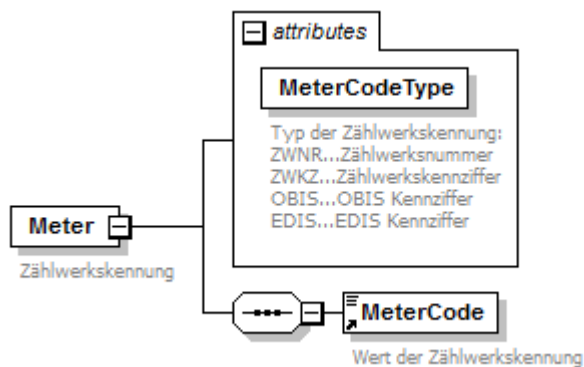 attributes
MeterCodeType
Typ der Zählwerkskennung:
ZWNR...Zählwerksnummer
ZWKZ...Zählwerkskennziffer
OBIS...OBIS Kennziffer
EDIS...EDIS Kennziffer
Meter
Zählwerkskennung
MeterCode
Wert der Zählwerkskennung